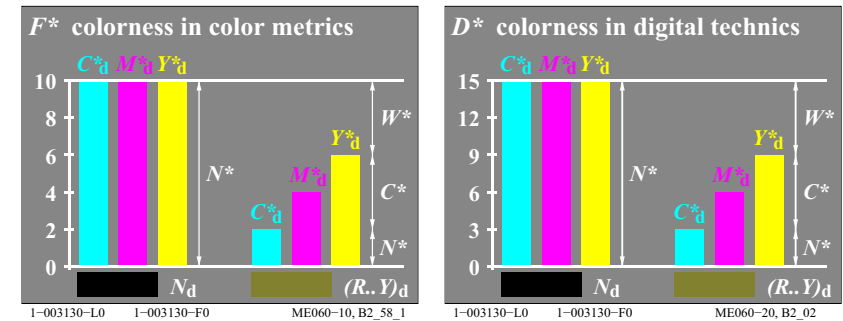 F* colorness in color metrics
C*d M*d Y*d
10
8
6
4
2
0
N*
C*d
M*d
Y*d
W*
C*
N*
Nd
(R..Y)d
1-003130-L0 1-003130-F0 ME060-10, B2_58_1
D* colorness in digital technics
C*d M*d Y*d
15
12
9
6
3
0
N*
C*d
M*d
Y*d
W*
C*
N*
Nd
(R..Y)d
1-003130-L0 1-003130-F0 ME060-20, B2_02